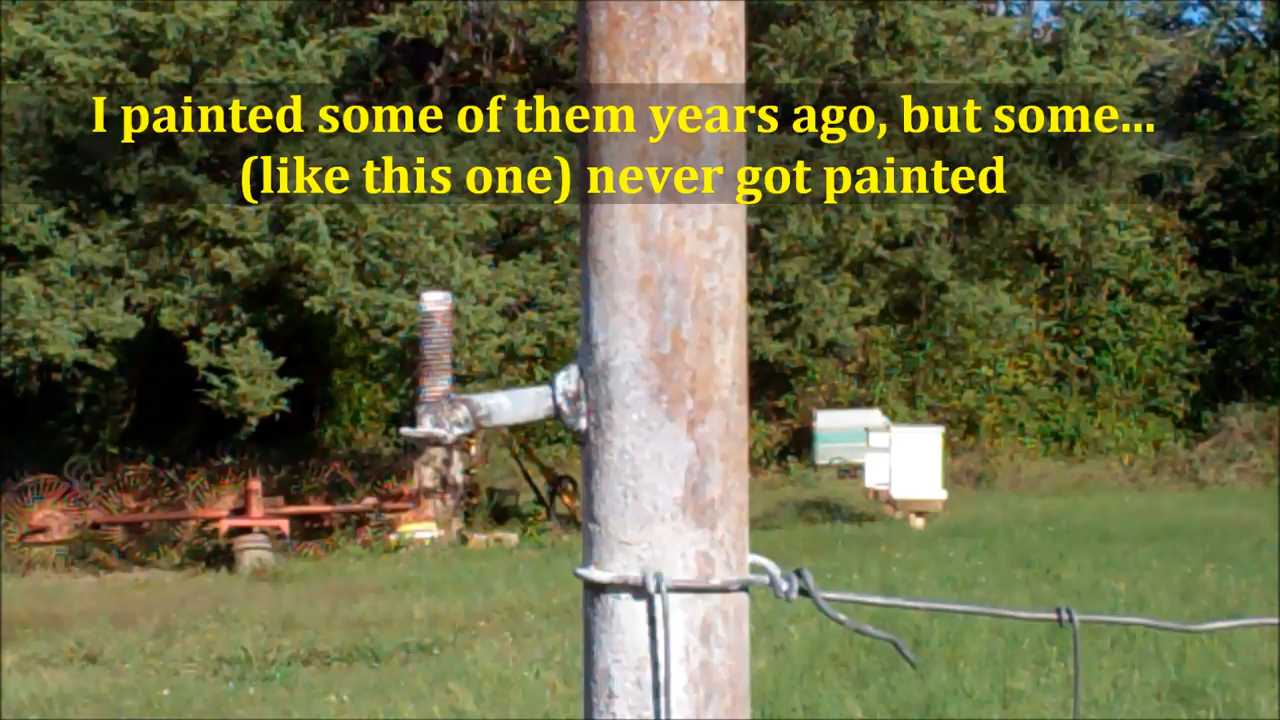 I painted some of them years ago, but some...
(like this one) never got painted